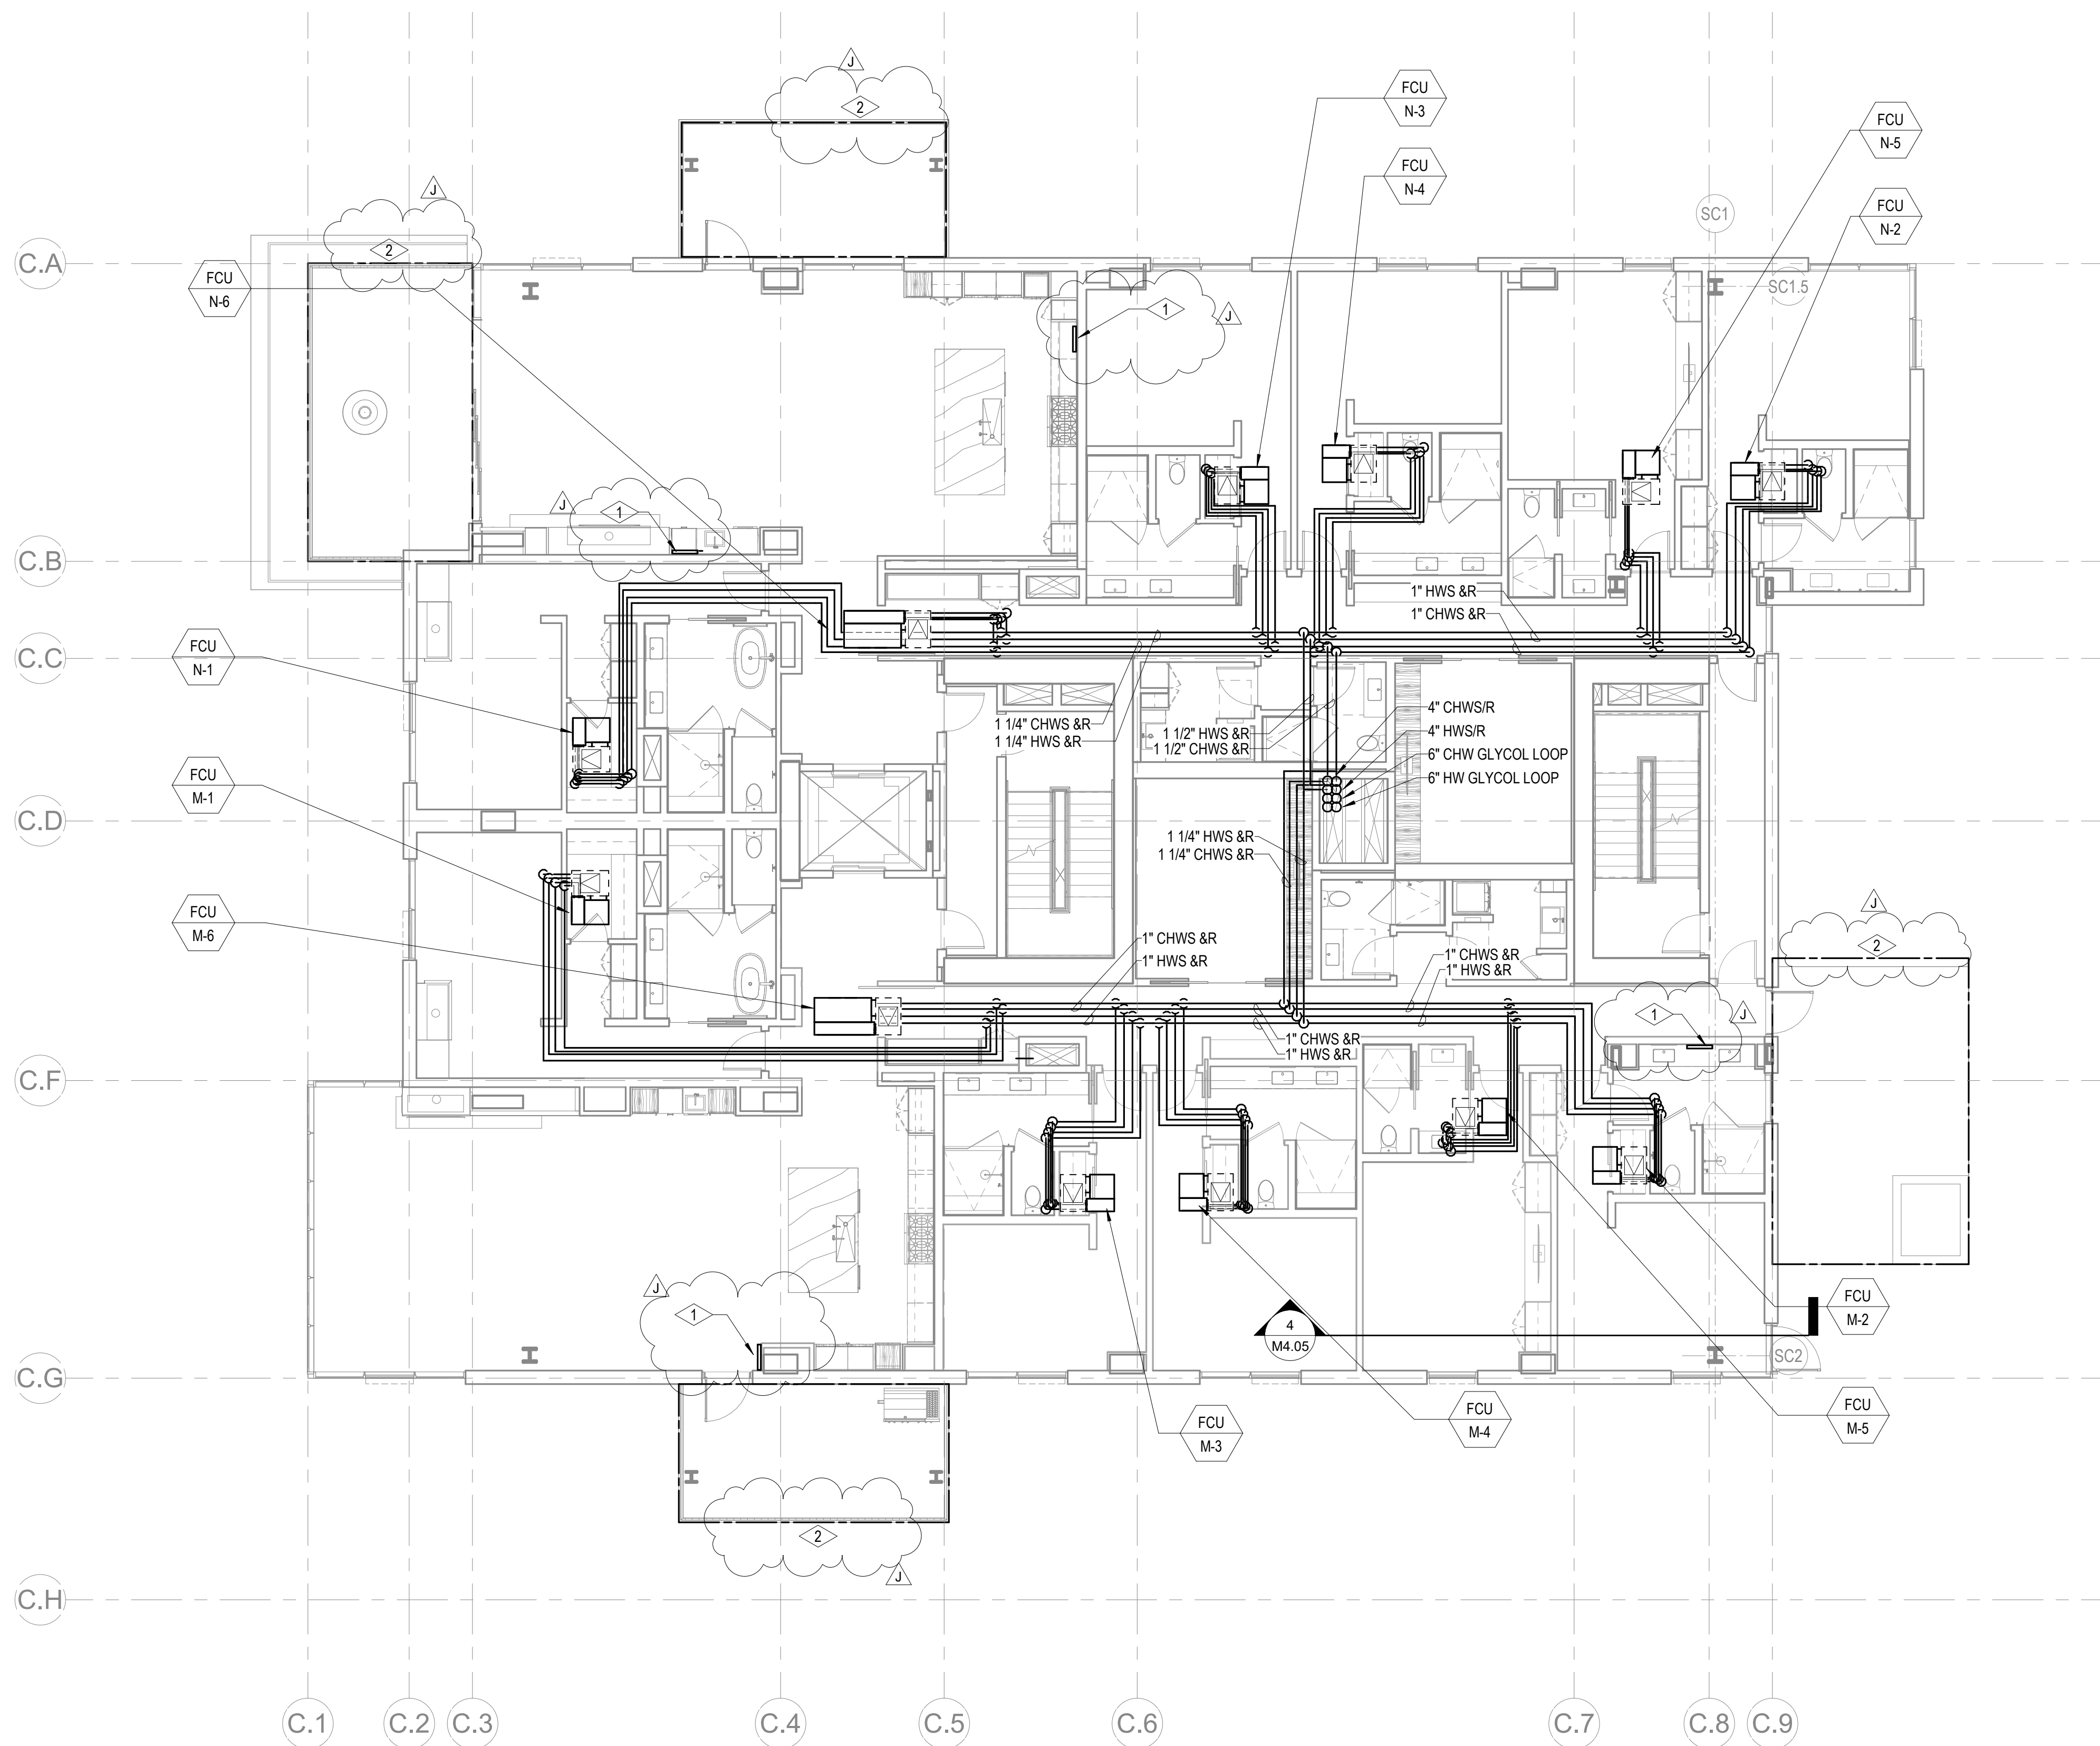 J
2
FCU
N-3
FCU
N-5
FCU
N-4
J
SC1
FCU
N-2
2
C.A
FCU
N-6
SC1.5
1
J
J
1
C.B
1" HWS &R
1" CHWS &R
C.C
FCU
N-1
1 1/4" CHWS &R
1 1/4" HWS &R
1 1/2" HWS &R
1 1/2" CHWS &R
4" CHWS/R
4" HWS/R
6" CHW GLYCOL LOOP
6" HW GLYCOL LOOP
FCU
M-1
C.D
1 1/4" HWS &R
1 1/4" CHWS &R
FCU
M-6
J
2
1" CHWS &R
1" HWS &R
1" CHWS &R
1" HWS &R
1
J
1" CHWS &R
1" HWS &R
C.F
J
1
FCU
M-2
4
M4.05
SC2
C.G
FCU
M-3
FCU
M-4
FCU
M-5
2
J
C.H
C.1
C.2
C.3
C.4
C.5
C.6
C.7
C.8
C.9